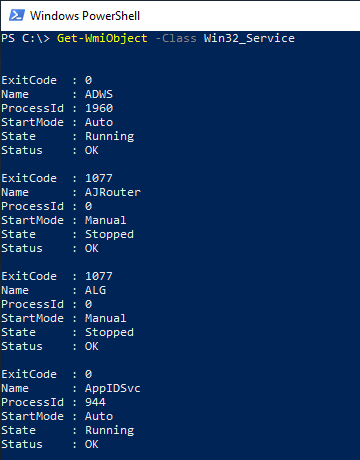 Windows PowerShell
PS C:\> Get-WmiObject -Class Win32_Service
ExitCode  : 0
Name      : ADWS
ProcessId : 1960
StartMode : Auto
State     : Running
Status    : OK
ExitCode  : 1077
Name      : AJRouter
ProcessId : 0
StartMode : Manual
State     : Stopped
Status    : OK
ExitCode  : 1077
Name      : ALG
ProcessId : 0
StartMode : Manual
State     : Stopped
Status    : OK
ExitCode  : 0
Name      : AppIDSvc
ProcessId : 944
StartMode : Auto
State     : Running
Status    : OK